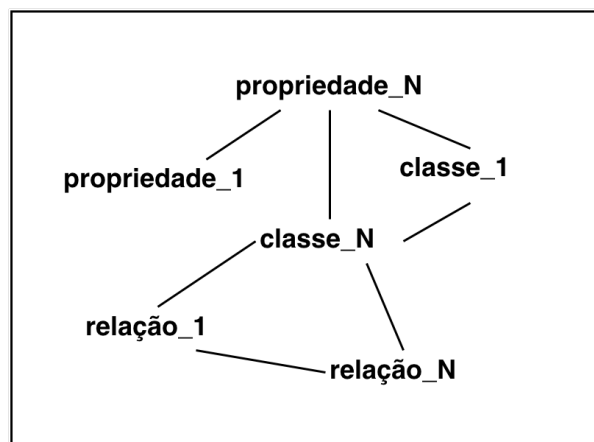 propriedade_N
classe_1
propriedade_1
classe_N
relação_1
relação_N